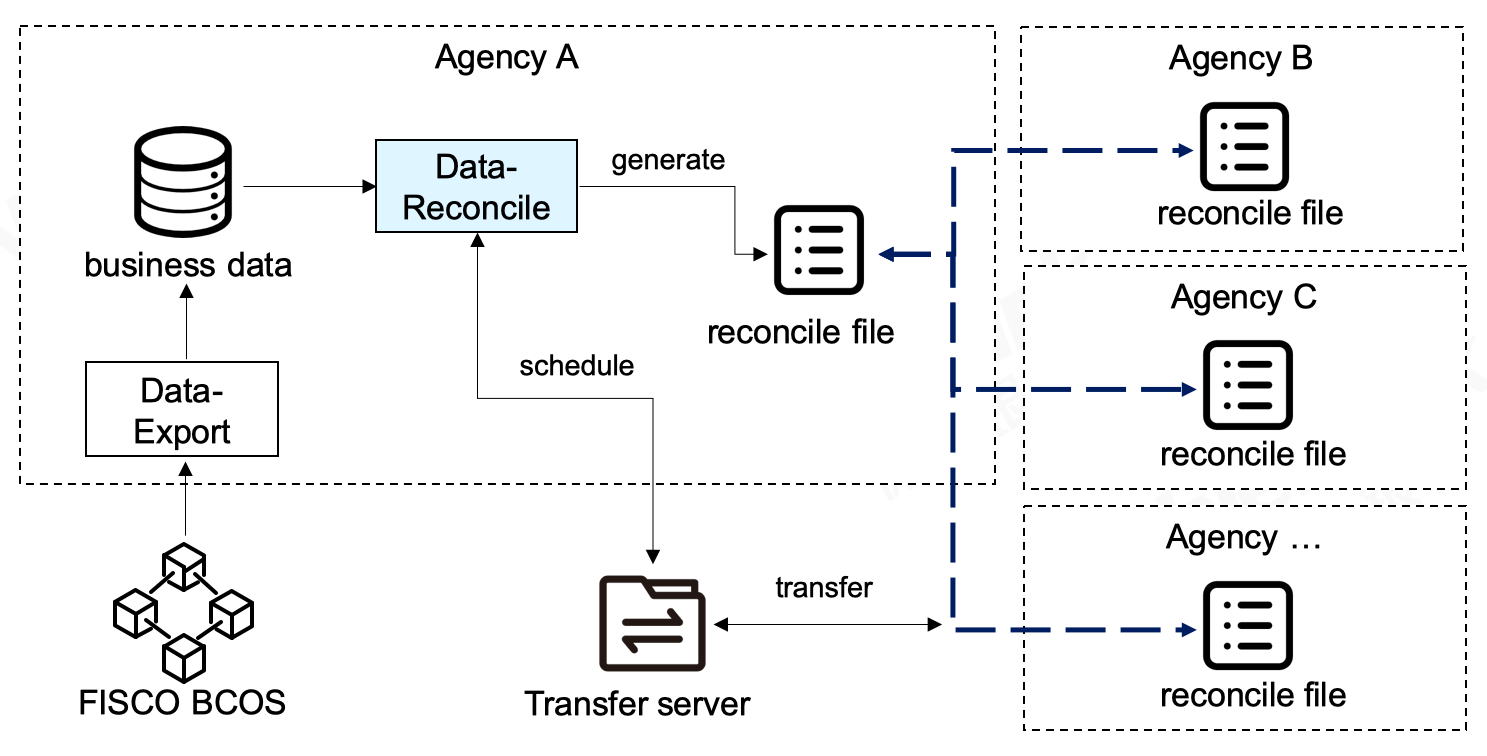 Agency A
Data-
Reconcile
generate
business data
reconcile file
schedule
Data-
Export
FISCO BCOS
transfer
Transfer server
Agency B
reconcile file
Agency C
reconcile file
Agency …
reconcile file